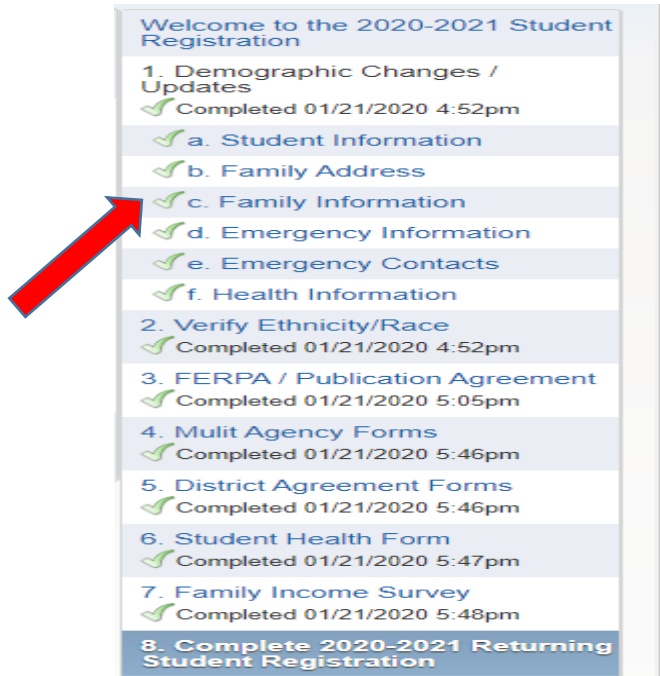 Welcome to the 2020-2021 Student
Registration
1. Demographic Changes /
Updates
Completed 01/21/2020 4:52pm
a. Student Information
b. Family Address
c. Family Information
d. Emergency Information
e. Emergency Contacts
f. Health Information
2. Verify Ethnicity/Race
Completed 01/21/2020 4:52pm
3. FERPA / Publication Agreement
Completed 01/21/2020 5:05pm
4. Mulit Agency Forms
Completed 01/21/2020 5:46pm
5. District Agreement Forms
Completed 01/21/2020 5:46pm
6. Student Health Form
Completed 01/21/2020 5:47pm
7. Family Income Survey
Completed 01/21/2020 5:48pm
8. Complete 2020-2021 Returning
Student Registration